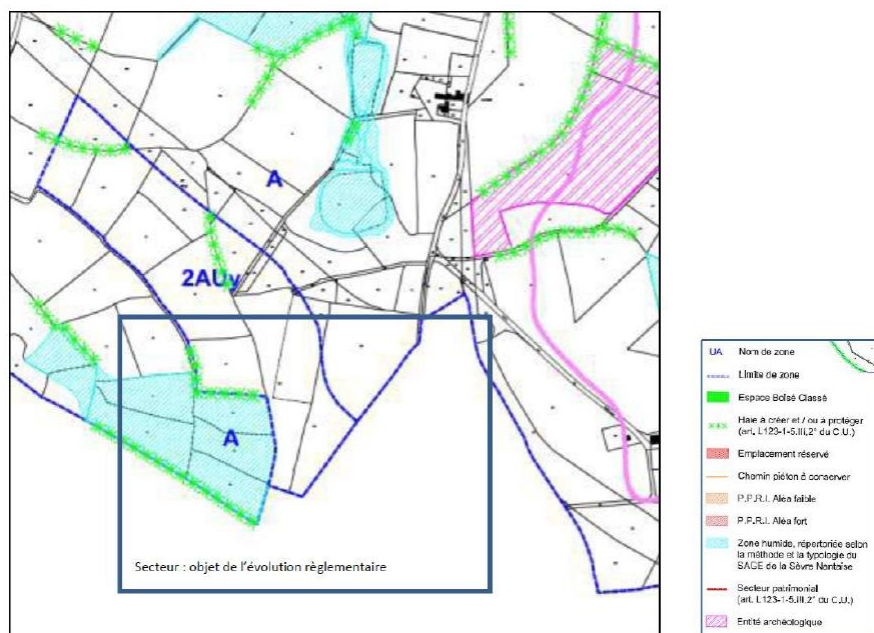 A
2AUy
A
Secteur : objet de l'évolution règlementaire
UA Nom de zone
Limite de zone
Espace Boisé Classé
Haie à créer et / ou à protéger
(art. L123-1-5.III,2° du C.U.)
Emplacement réservé
Chemin piéton à conserver
P.P.R.I. Aléa faible
P.P.R.I. Aléa fort
Zone humide, répertoriée selon
la méthode et la typologie du
SAGE de la Sèvre Nantaise
Secteur patrimonial
(art. L123-1-5.III,2° du C.U.)
Entité archéologique